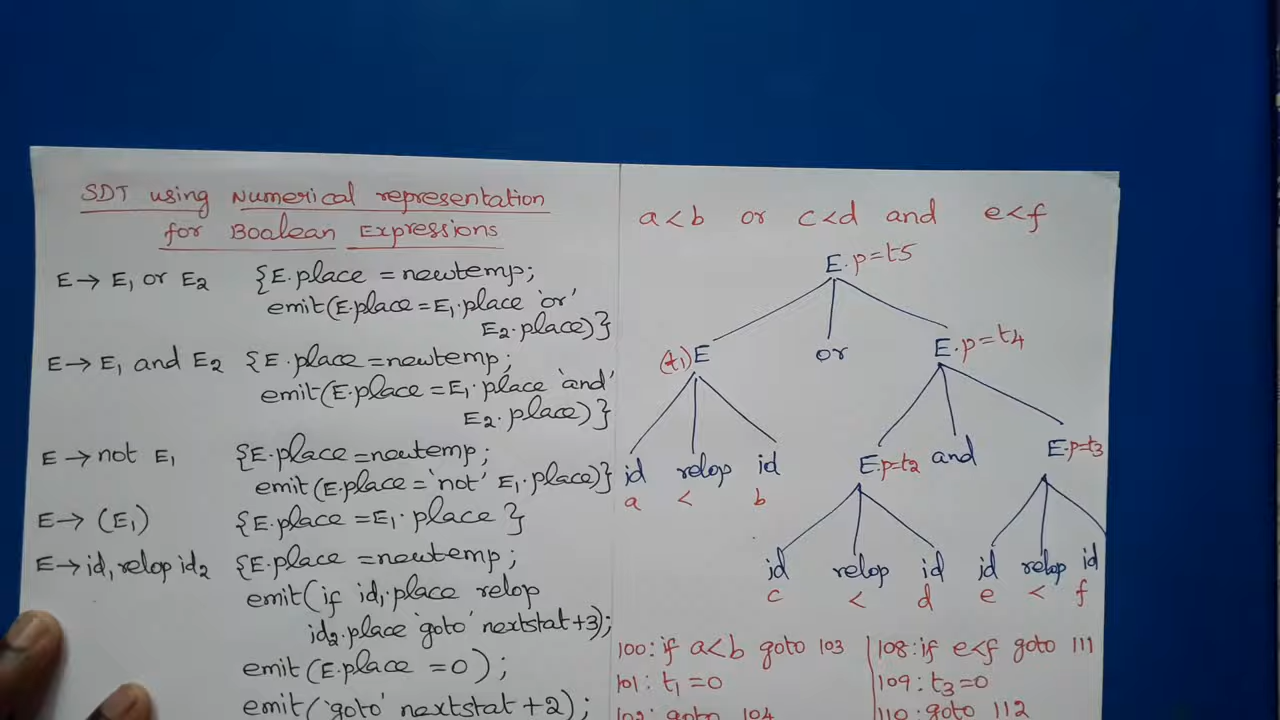 SDT using Numerical representation
for Boalean Expressions
E → E₁ or E₂ {E.place = newtemp;
emit(E.place = E₁.place 'or'
E₂.place)}
E → E₁ and E₂ {E.place = newtemp;
emit(E.place = E₁.place 'and'
E₂.place)}
E → not E₁ {E.place = newtemp;
emit(E.place = 'not' E₁.place)}
E → (E₁) {E.place = E₁.place}
E → id₁ relop id₂ {E.place = newtemp;
emit(if id₁.place relop
id₂.place 'goto' nextstat+3);
emit(E.place = 0);
emit('goto' nextstat+2);
a<b or c<d and e<f
E.p=t5
(t1) E or E.p=t4
id relop id E.p=t2 and E.p=t3
a < b
id relop id id relop id
c < d e < f
100: if a<b goto 103
101: t₁=0
102: goto 104
108: if e<f goto 111
109: t₃=0
110: goto 112